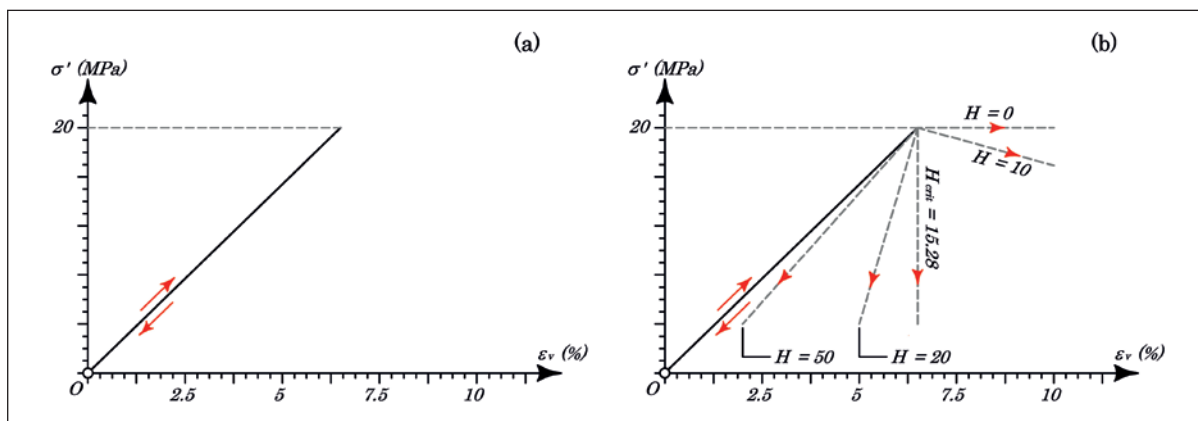 (a)
σ' (MPa)
20
O
2.5
5
7.5
10
εᵥ (%)
(b)
σ' (MPa)
20
H = 0
H = 10
H crit = 15.28
H = 50
H = 20
O
2.5
5
7.5
10
εᵥ (%)